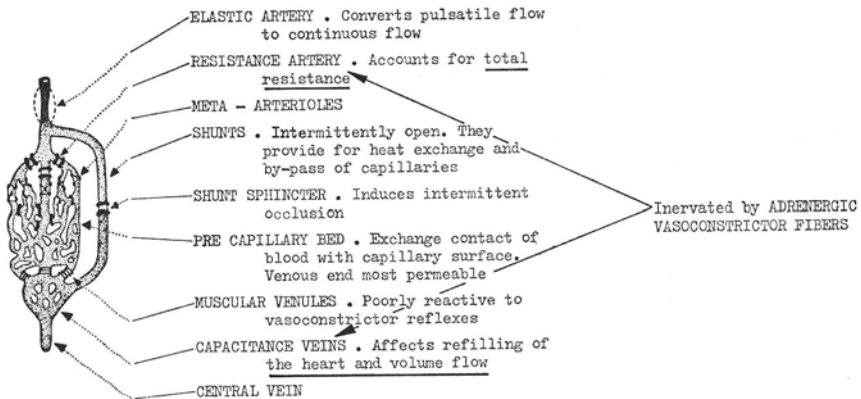 ELASTIC ARTERY . Converts pulsatile flow
to continuous flow
RESISTANCE ARTERY . Accounts for total
resistance
META - ARTERIOLES
SHUNTS . Intermittently open. They
provide for heat exchange and
by-pass of capillaries
SHUNT SPHINCTER . Induces intermittent
occlusion
Inervated by ADRENERGIC
VASOCONSTRICTOR FIBERS
PRE CAPILLARY BED . Exchange contact of
blood with capillary surface.
Venous end most permeable
MUSCULAR VENULES . Poorly reactive to
vasoconstrictor reflexes
CAPACITANCE VEINS . Affects refilling of
the heart and volume flow
CENTRAL VEIN